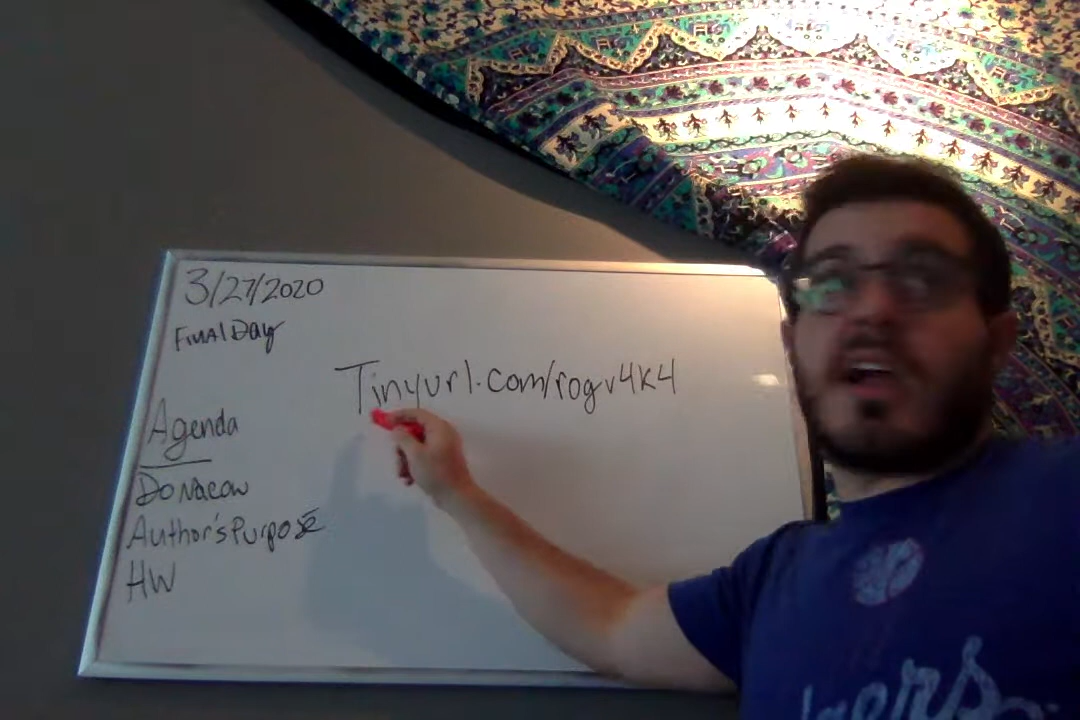 3/27/2020
Final Day
Tinyurl.com/rogv4k4
Agenda
Do Now
Author's Purpose
HW